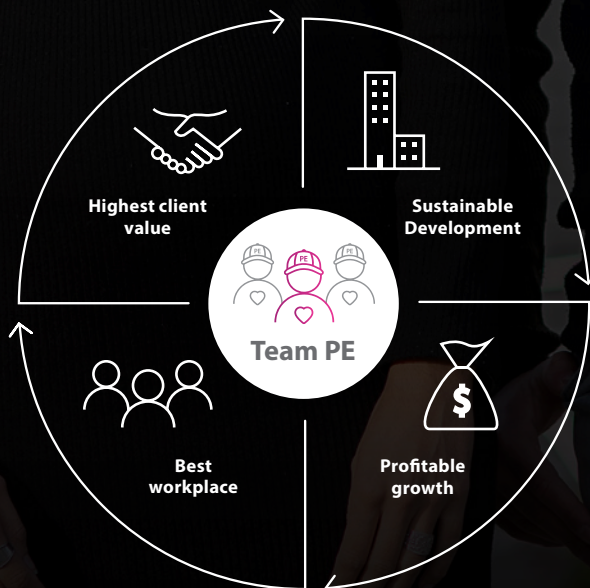 Highest client
value
Sustainable
Development
PE
PE
PE
Team PE
$
Best
workplace
Profitable
growth